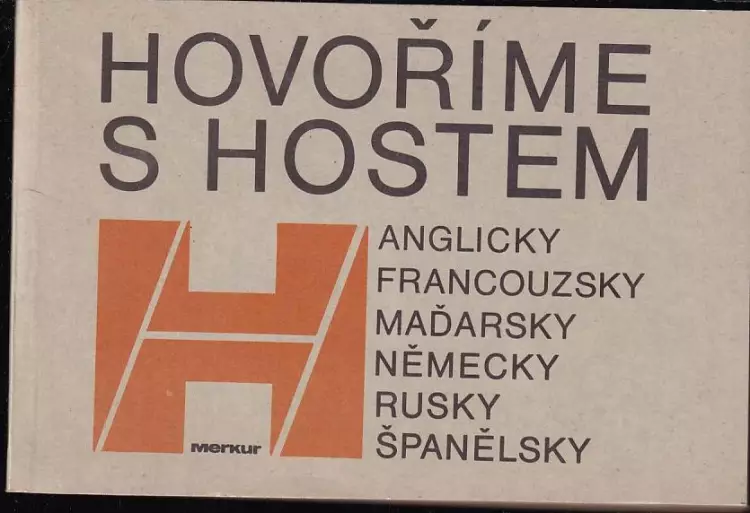 HOVOŘÍME
S HOSTEM
ANGLICKY
FRANCOUZSKY
MAĎARSKY
NĚMECKY
RUSKY
ŠPANĚLSKY
merkur